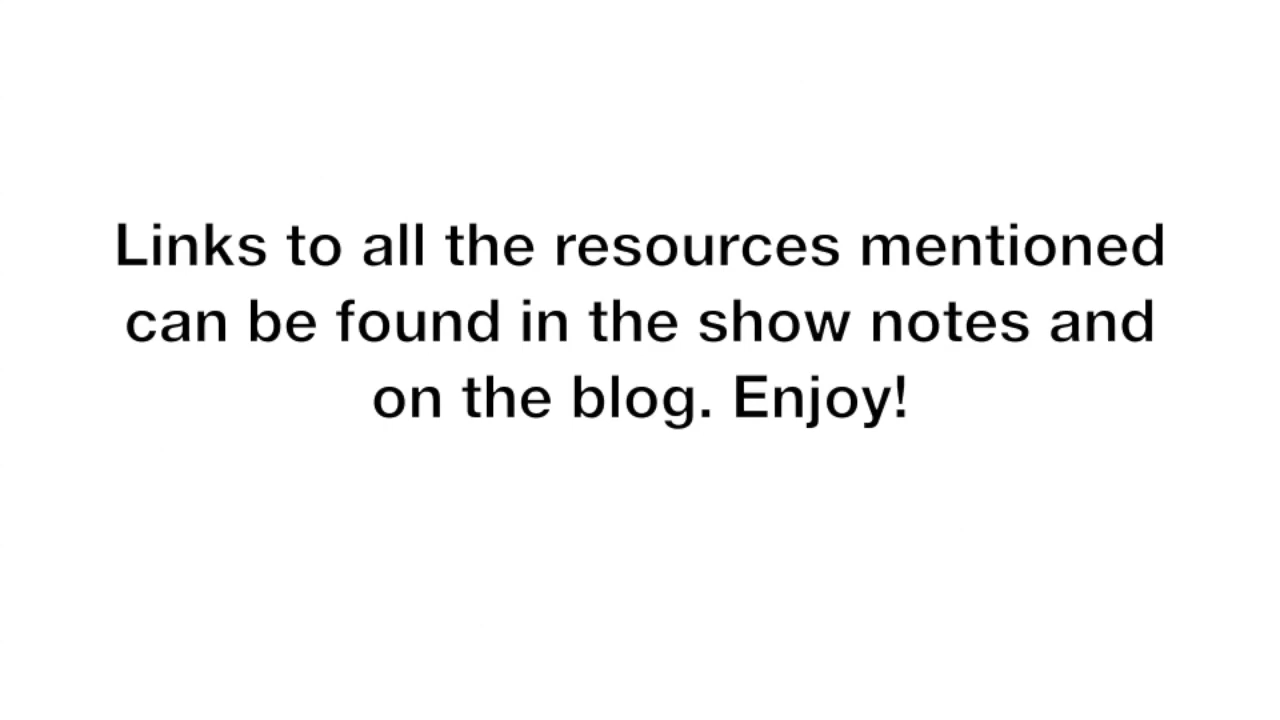 Links to all the resources mentioned
can be found in the show notes and
on the blog. Enjoy!